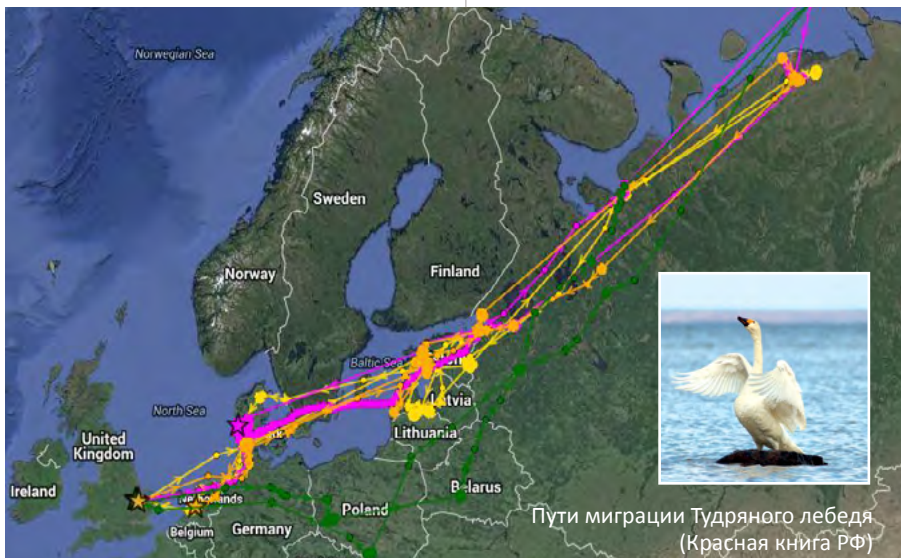 Norwegian Sea
Sweden
Norway
Finland
Baltic Sea
North Sea
Latvia
Lithuania
United
Kingdom
Ireland
Netherlands
Belgium
Germany
Poland
Belarus
Пути миграции Тудряного лебедя
(Красная книга РФ)